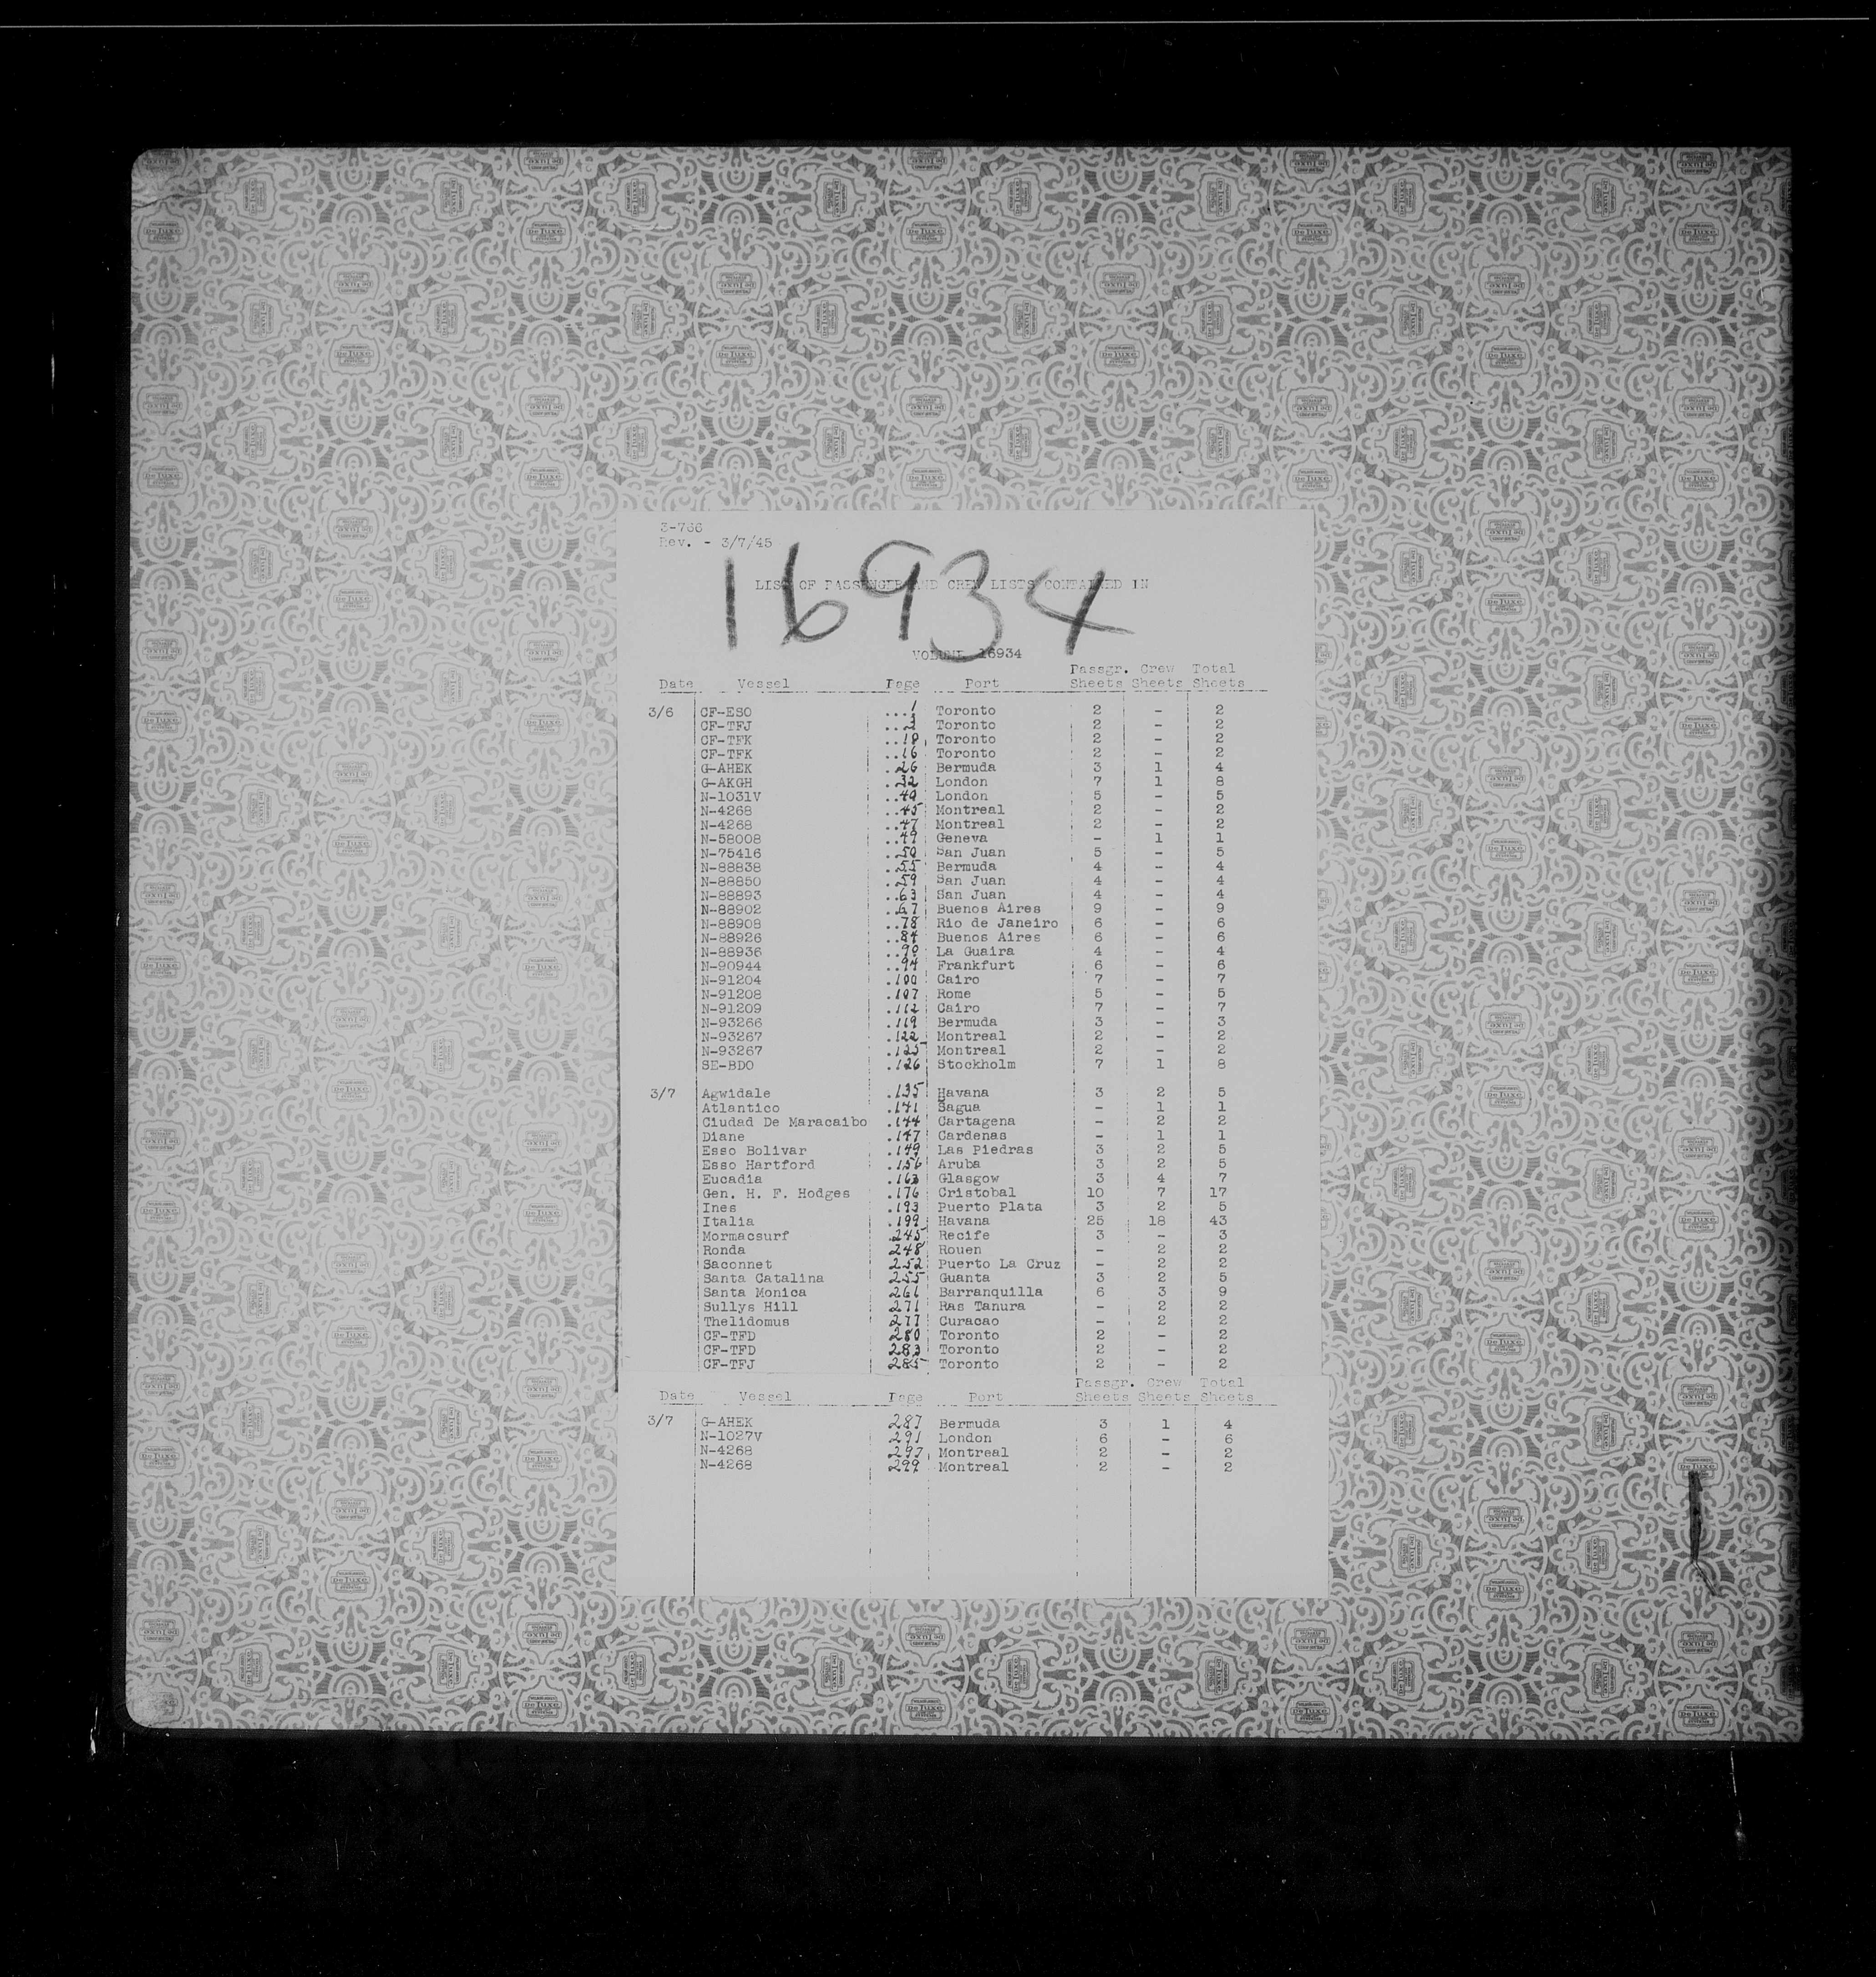 3-766
Rev. - 3/7/45
16934
LIST OF PASSENGER AND CREW LISTS CONTAINED IN
VOLUME 16934
Date Vessel Page Port Passgr. Sheets Crew Sheets Total Sheets
3/6 CF-ESO ...1 Toronto 2 - 2
CF-TFJ ...3 Toronto 2 - 2
CF-TFK ..18 Toronto 2 - 2
CF-TFK ..16 Toronto 2 - 2
G-AHEK ..26 Bermuda 3 1 4
G-AKGH ..32 London 7 1 8
N-1031V ..40 London 5 - 5
N-4268 ..45 Montreal 2 - 2
N-4268 ..47 Montreal 2 - 2
N-58008 ..49 Geneva - 1 1
N-75416 ..50 San Juan 5 - 5
N-88838 ..55 Bermuda 4 - 4
N-88850 ..59 San Juan 4 - 4
N-88893 ..63 San Juan 4 - 4
N-88902 ..67 Buenos Aires 9 - 9
N-88908 ..78 Rio de Janeiro 6 - 6
N-88926 ..84 Buenos Aires 6 - 6
N-88936 ..90 La Guaira 4 - 4
N-90944 ..94 Frankfurt 6 - 6
N-91204 .100 Cairo 7 - 7
N-91208 .107 Rome 5 - 5
N-91209 .112 Cairo 7 - 7
N-93266 .119 Bermuda 3 - 3
N-93267 .122 Montreal 2 - 2
N-93267 .125 Montreal 2 - 2
SE-BDO .126 Stockholm 7 1 8
3/7 Agwidale .135 Havana 3 2 5
Atlantico .141 Sagua - 1 1
Ciudad De Maracaibo .144 Cartagena - 2 2
Diane .147 Cardenas - 1 1
Esso Bolivar .149 Las Piedras 3 2 5
Esso Hartford .156 Aruba 3 2 5
Eucadia .163 Glasgow 3 4 7
Gen. H. F. Hodges .176 Cristobal 10 7 17
Ines .193 Puerto Plata 3 2 5
Italia .199 Havana 25 18 43
Mormacsurf .245 Recife 3 - 3
Ronda 248 Rouen - 2 2
Saconnet 252 Puerto La Cruz - 2 2
Santa Catalina 255 Guanta 3 2 5
Santa Monica 261 Barranquilla 6 3 9
Sullys Hill 271 Ras Tanura - 2 2
Thelidomus 277 Curacao - 2 2
CF-TFD 280 Toronto 2 - 2
CF-TFD 283 Toronto 2 - 2
CF-TFJ 285 Toronto 2 - 2
Date Vessel Page Port Passgr. Sheets Crew Sheets Total Sheets
3/7 G-AHEK 287 Bermuda 3 1 4
N-1027V 291 London 6 - 6
N-4268 297 Montreal 2 - 2
N-4268 299 Montreal 2 - 2
De Luxe